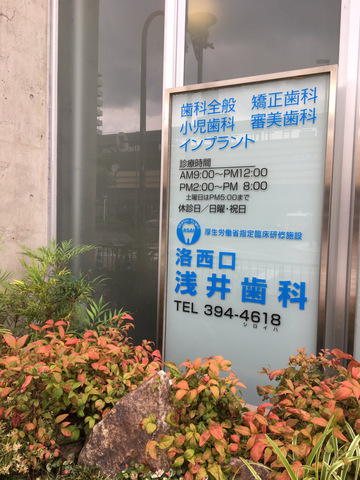 歯科全般 矯正歯科
小児歯科 審美歯科
インプラント
診療時間
AM9:00〜PM12:00
PM2:00〜PM 8:00
土曜日はPM5:00まで
休診日/日曜・祝日
ASAI
厚生労働省指定臨床研修施設
洛西口
浅井歯科
TEL 394-4618
シロイハ